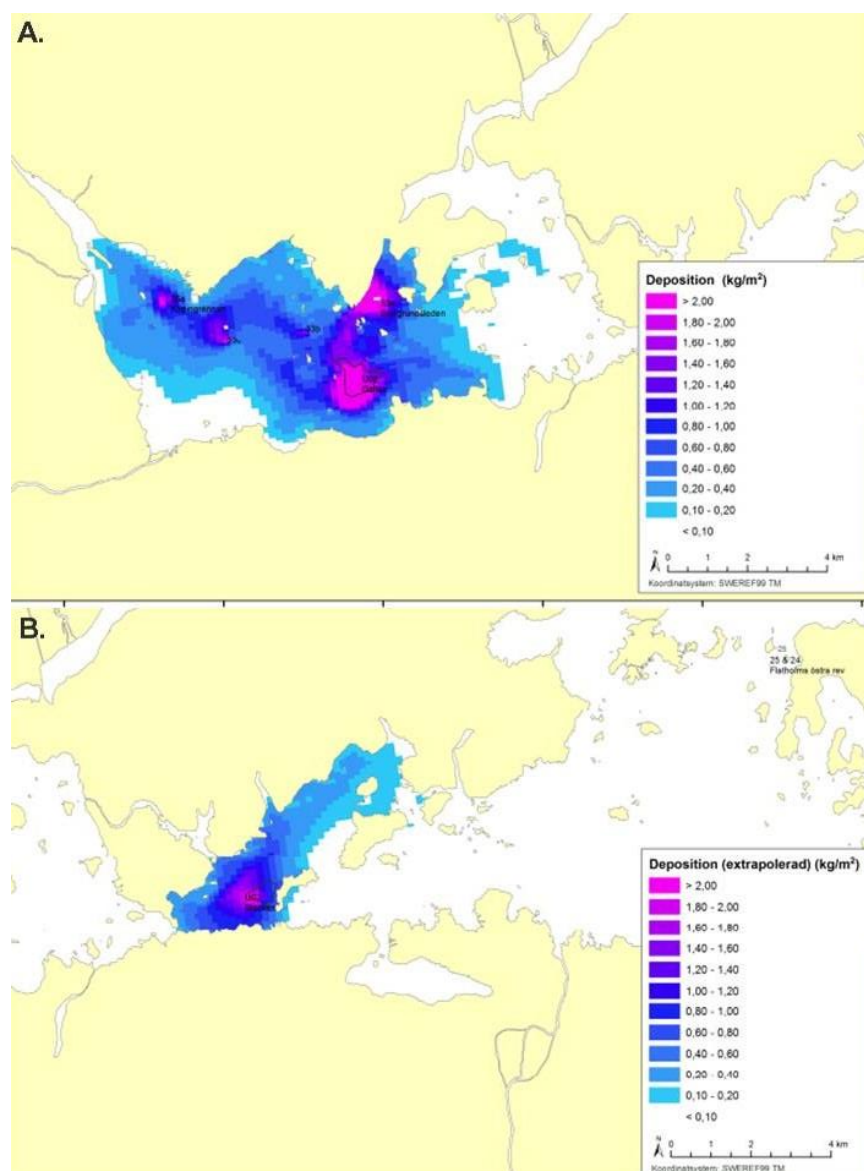 A.
Deposition (kg/m²)
> 2,00
1,80 - 2,00
1,60 - 1,80
1,40 - 1,60
1,20 - 1,40
1,00 - 1,20
0,80 - 1,00
0,60 - 0,80
0,40 - 0,60
0,20 - 0,40
0,10 - 0,20
< 0,10
N
0 1 2 4 km
Koordinatsystem: SWEREF99 TM
B.
25
25 & 24
Flatholms östra rev
Deposition (extrapolerad) (kg/m²)
> 2,00
1,80 - 2,00
1,60 - 1,80
1,40 - 1,60
1,20 - 1,40
1,00 - 1,20
0,80 - 1,00
0,60 - 0,80
0,40 - 0,60
0,20 - 0,40
0,10 - 0,20
< 0,10
N
0 1 2 4 km
Koordinatsystem: SWEREF99 TM